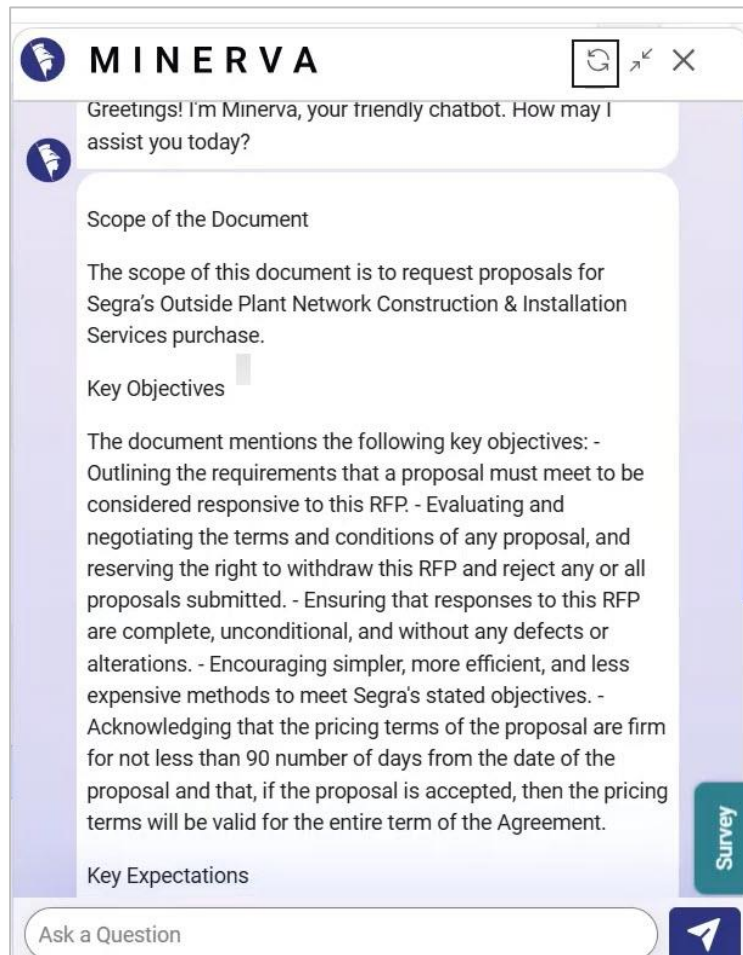 MINERVA
Greetings! I'm Minerva, your friendly chatbot. How may I
assist you today?
Scope of the Document
The scope of this document is to request proposals for
Segra's Outside Plant Network Construction & Installation
Services purchase.
Key Objectives
The document mentions the following key objectives: -
Outlining the requirements that a proposal must meet to be
considered responsive to this RFP. - Evaluating and
negotiating the terms and conditions of any proposal, and
reserving the right to withdraw this RFP and reject any or all
proposals submitted. - Ensuring that responses to this RFP
are complete, unconditional, and without any defects or
alterations. - Encouraging simpler, more efficient, and less
expensive methods to meet Segra's stated objectives. -
Acknowledging that the pricing terms of the proposal are firm
for not less than 90 number of days from the date of the
proposal and that, if the proposal is accepted, then the pricing
terms will be valid for the entire term of the Agreement.
Key Expectations
Survey
Ask a Question